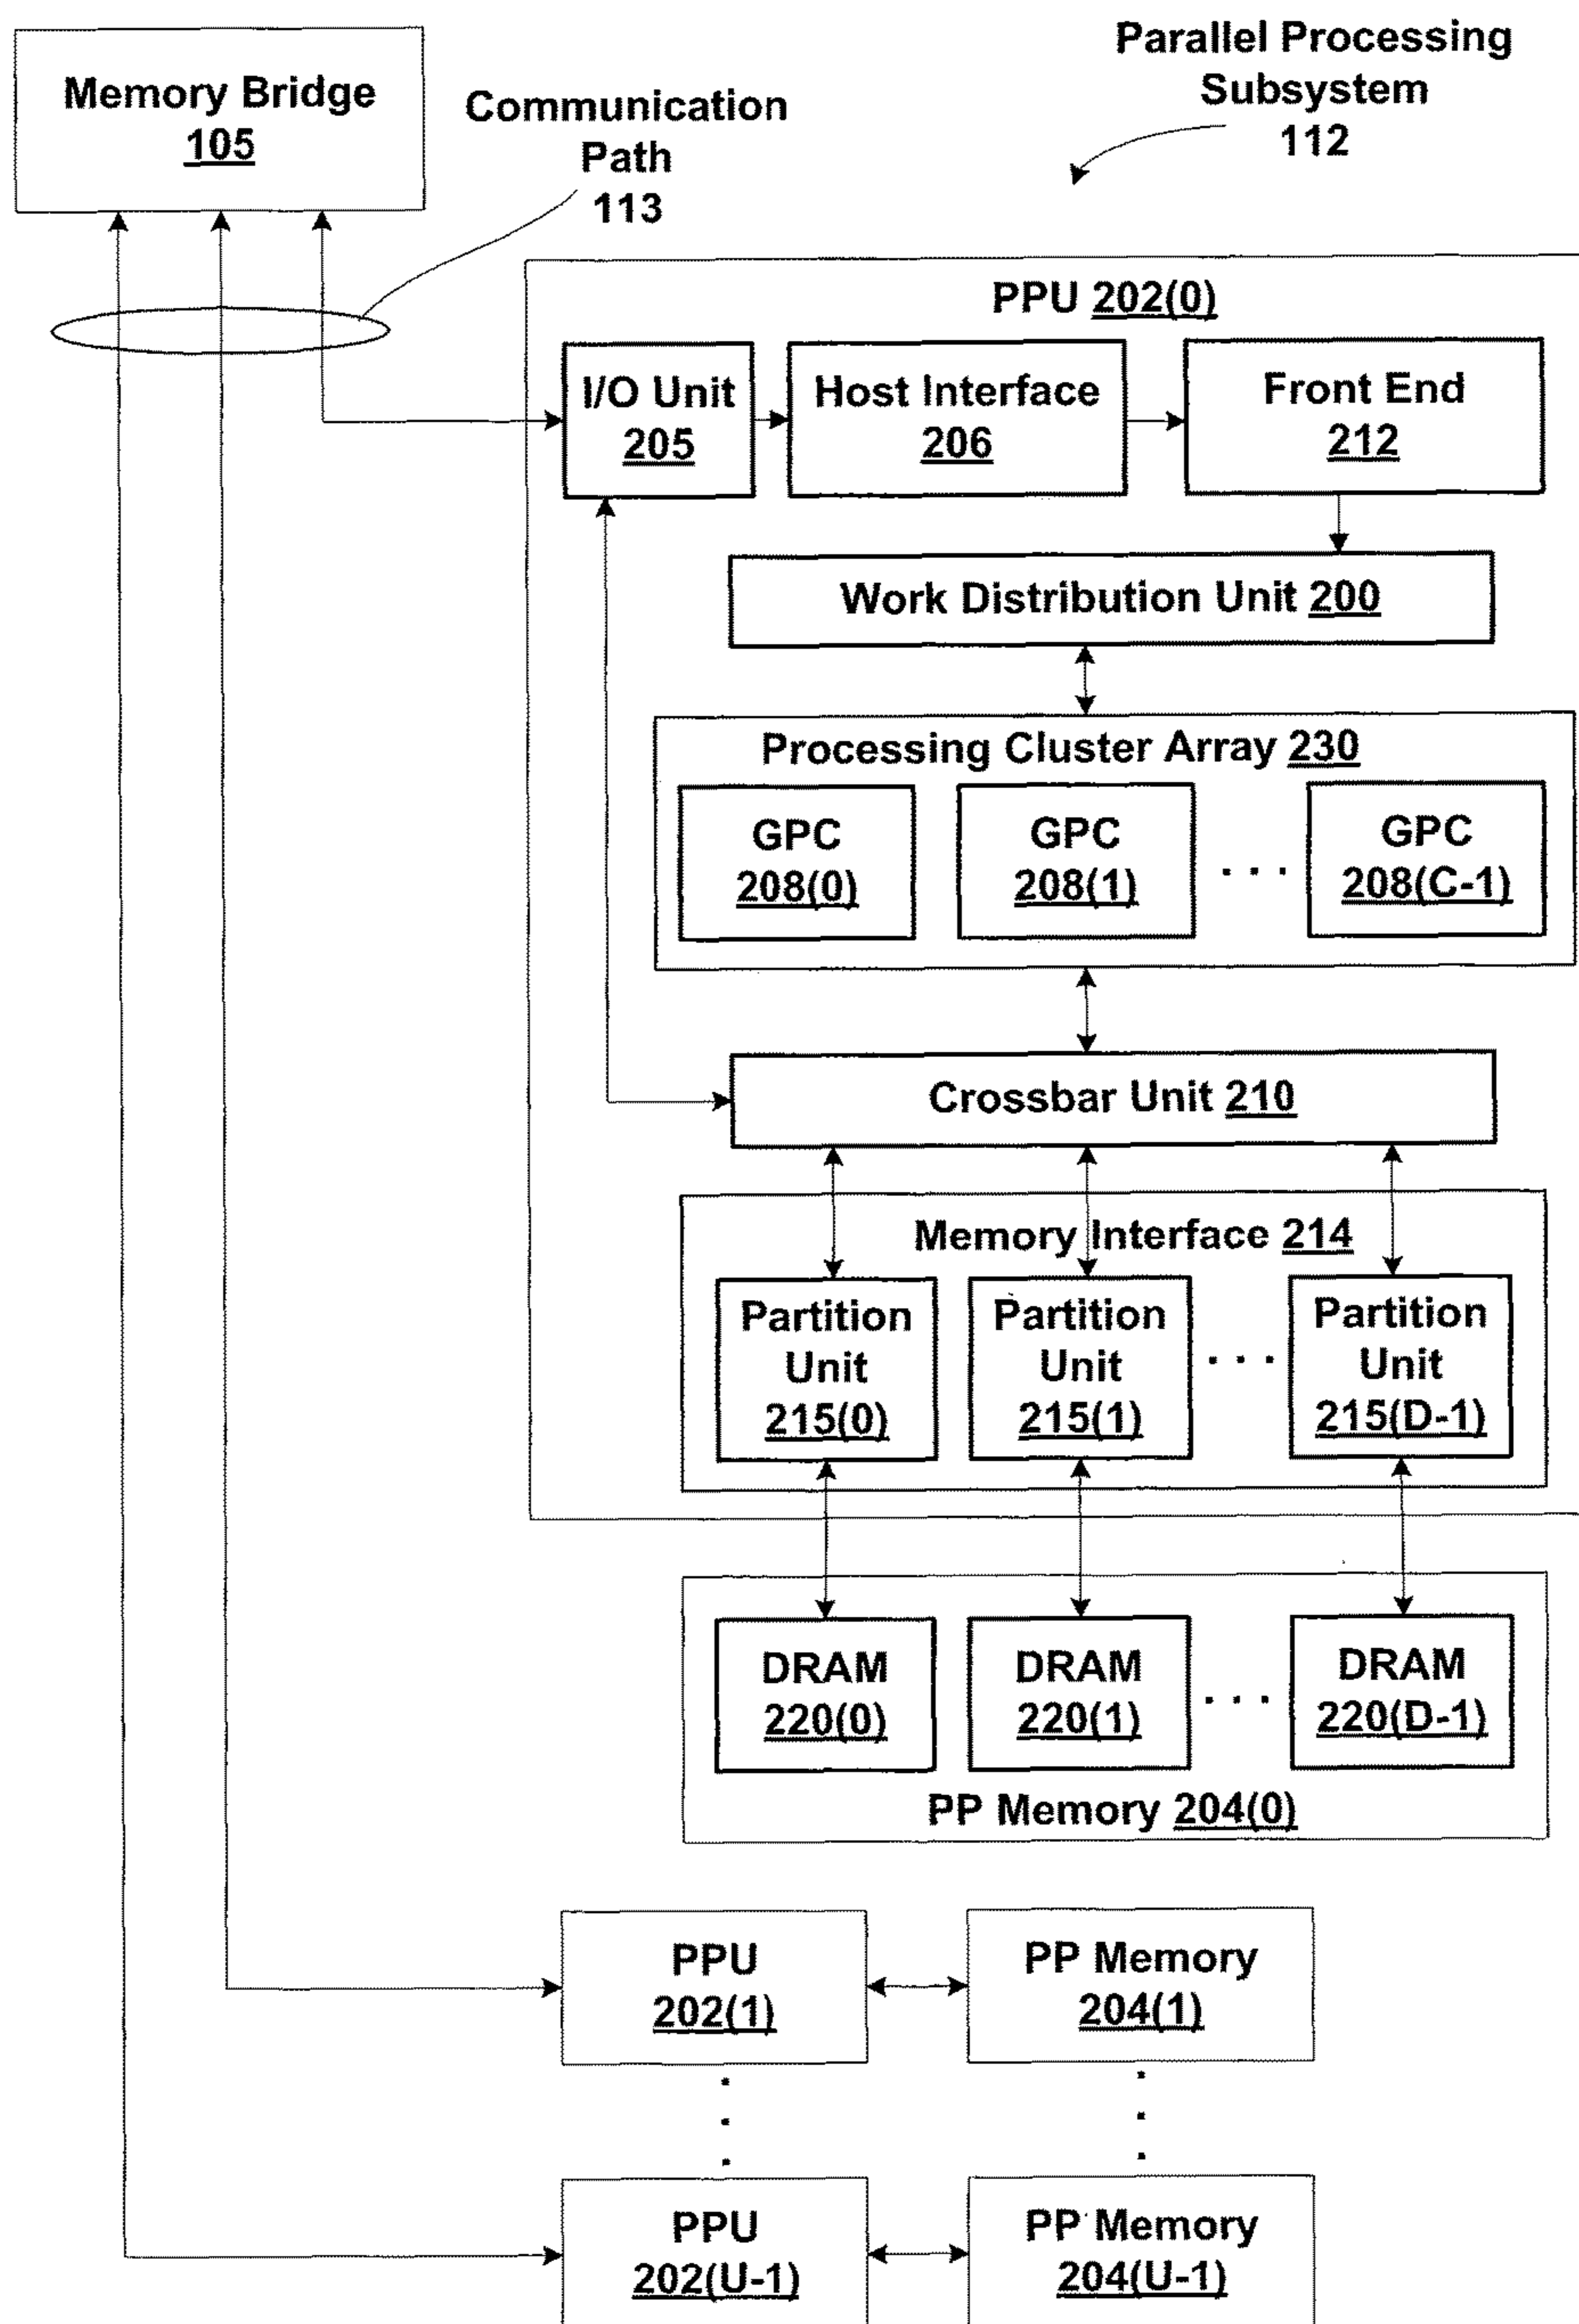 Parallel Processing
Subsystem
112
Memory Bridge
105
Communication
Path
113
PPU 202(0)
I/O Unit
205
Host Interface
206
Front End
212
Work Distribution Unit 200
Processing Cluster Array 230
GPC
208(0)
GPC
208(1)
. . .
GPC
208(C-1)
Crossbar Unit 210
Memory Interface 214
Partition
Unit
215(0)
Partition
Unit
215(1)
. . .
Partition
Unit
215(D-1)
DRAM
220(0)
DRAM
220(1)
. . .
DRAM
220(D-1)
PP Memory 204(0)
PPU
202(1)
PP Memory
204(1)
PPU
202(U-1)
PP Memory
204(U-1)